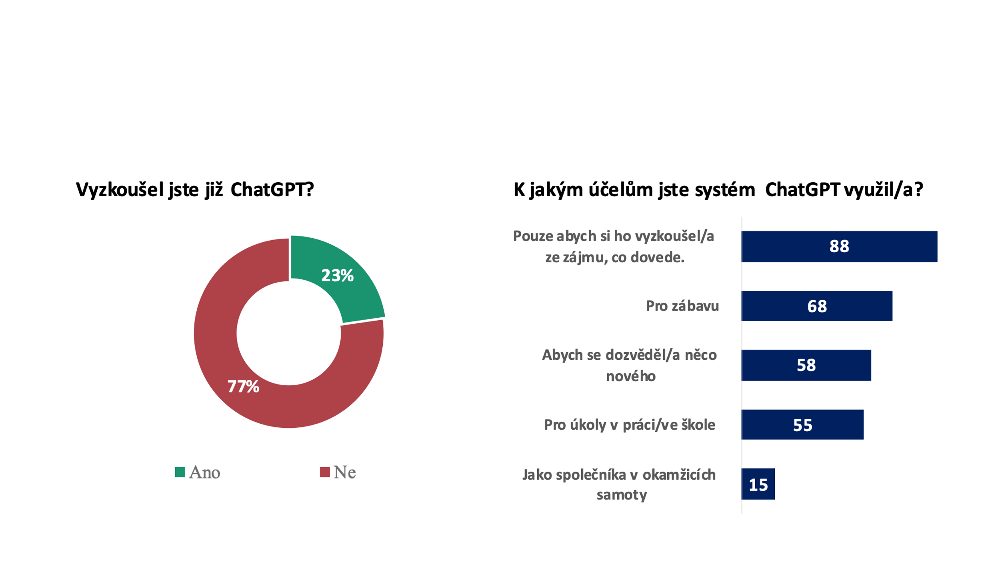 Vyzkoušel jste již ChatGPT?
23%
77%
Ano
Ne
K jakým účelům jste systém ChatGPT využil/a?
Pouze abych si ho vyzkoušel/a
ze zájmu, co dovede.
88
Pro zábavu
68
Abych se dozvěděl/a něco
nového
58
Pro úkoly v práci/ve škole
55
Jako společníka v okamžicích
samoty
15